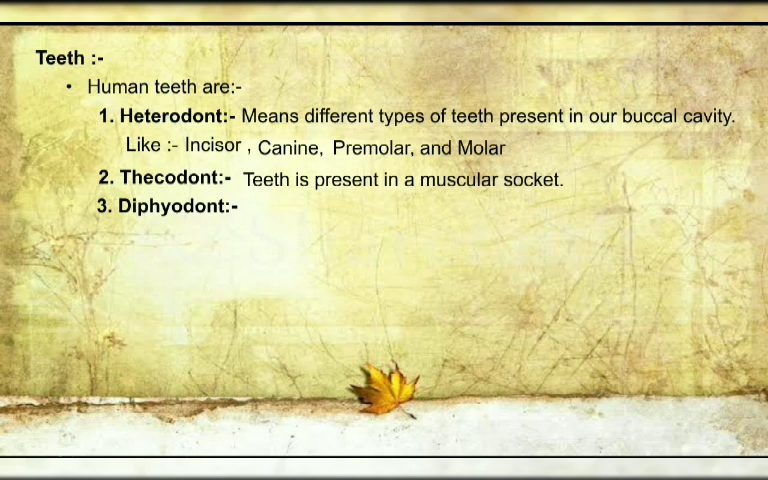 Teeth :-
• Human teeth are:-
1. Heterodont:- Means different types of teeth present in our buccal cavity.
Like :- Incisor , Canine, Premolar, and Molar
2. Thecodont:- Teeth is present in a muscular socket.
3. Diphyodont:-